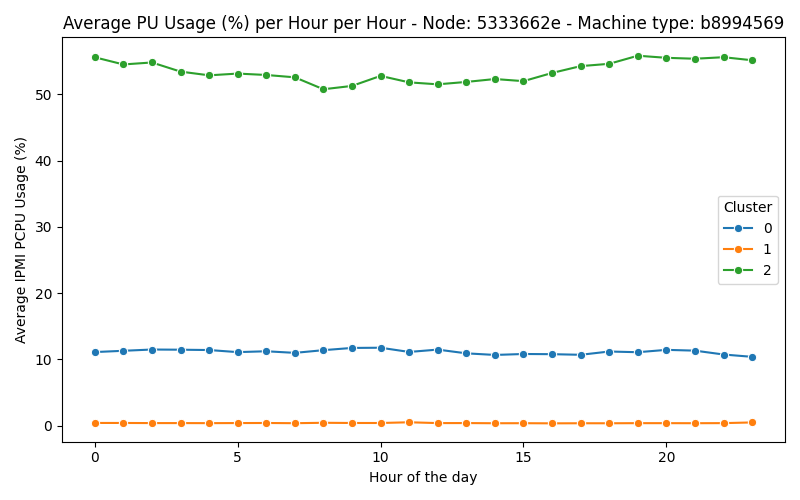 Average PU Usage (%) per Hour per Hour - Node: 5333662e - Machine type: b8994569
Average IPMI PCPU Usage (%)
50
40
30
20
10
0
Cluster
0
1
2
0 5 10 15 20
Hour of the day